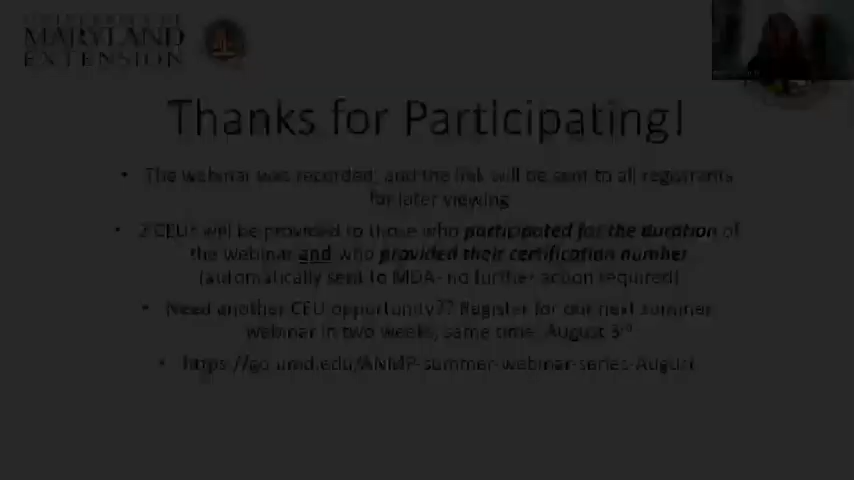 UNIVERSITY OF
MARYLAND
EXTENSION
Thanks for Participating!
• The webinar was recorded, and the link will be sent to all registrants
for later viewing
• 2 CEUs will be provided to those who participated for the duration of
the webinar and who provided their certification number
(automatically sent to MDA- no further action required)
• Need another CEU opportunity?? Register for our next summer
webinar in two weeks, same time, August 3rd
• https://go.umd.edu/ANMP-summer-webinar-series-August